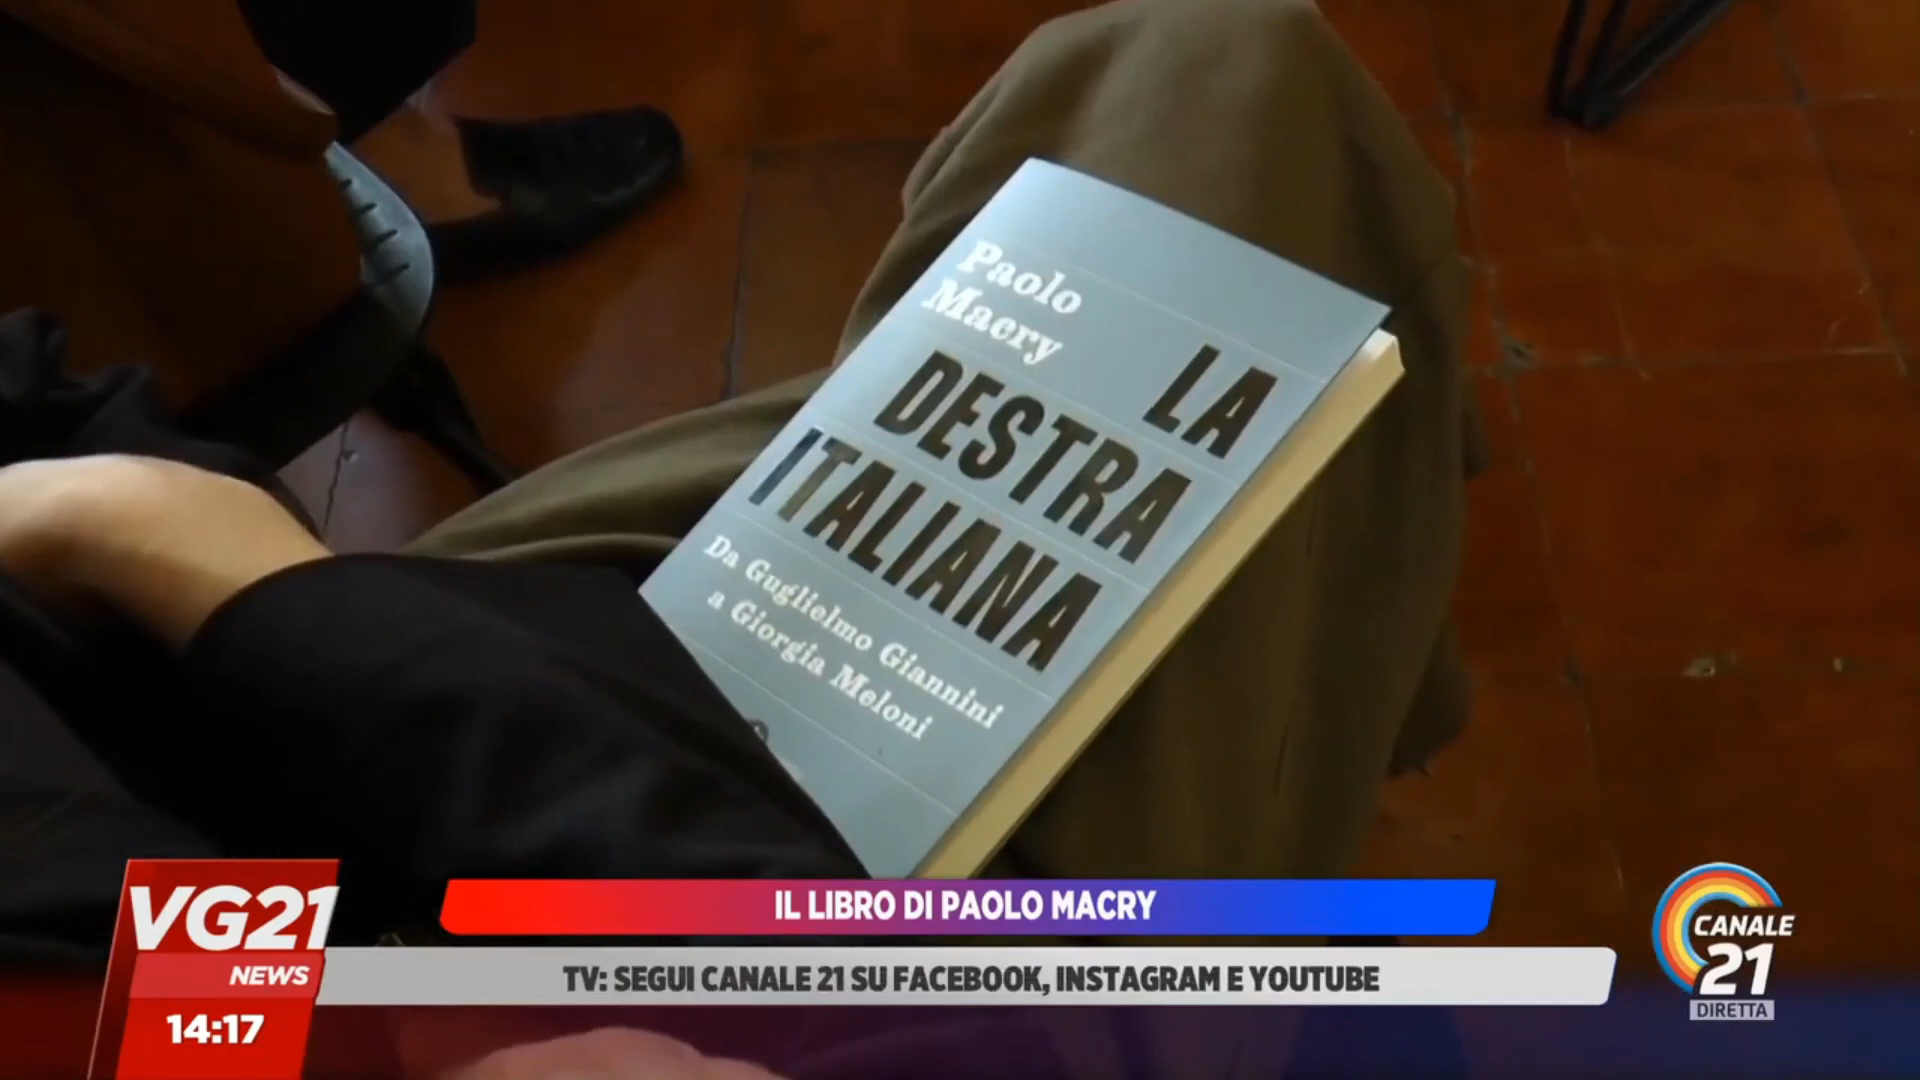 Paolo
Macry
LA
DESTRA
ITALIANA
Da Guglielmo Giannini
a Giorgia Meloni
VG21
NEWS
14:17
IL LIBRO DI PAOLO MACRY
TV: SEGUI CANALE 21 SU FACEBOOK, INSTAGRAM E YOUTUBE
CANALE
21
DIRETTA